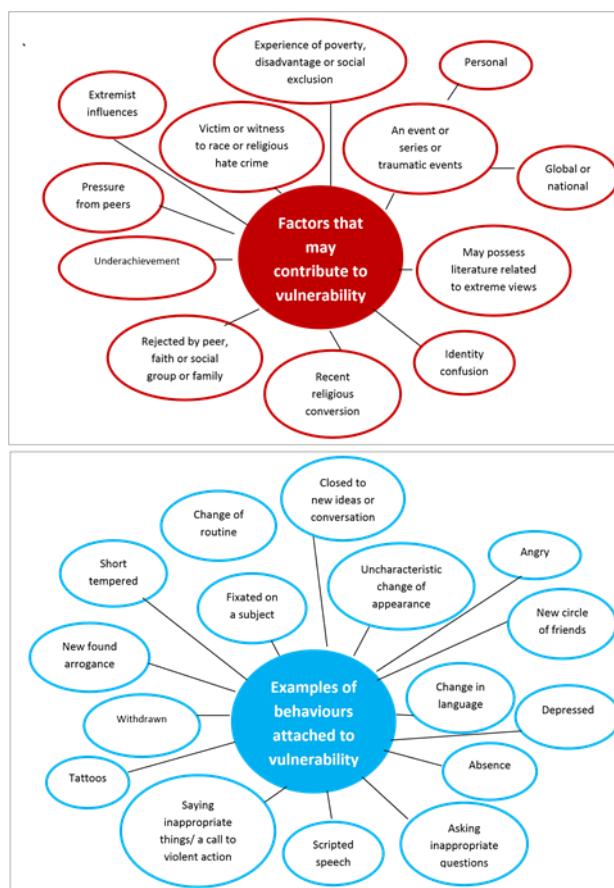 Experience of poverty,
disadvantage or social
exclusion
Personal
Extremist
influences
Victim or witness
to race or religious
hate crime
An event or
series or
traumatic events
Global or
national
Pressure
from peers
Factors that
may
contribute to
vulnerability
Underachievement
May possess
literature related
to extreme views
Rejected by peer,
faith or social
group or family
Recent
religious
conversion
Identity
confusion
Closed to
new ideas or
conversation
Change of
routine
Angry
Short
tempered
Fixated on
a subject
Uncharacteristic
change of
appearance
New circle
of friends
New found
arrogance
Examples of
behaviours
attached to
vulnerability
Change in
language
Depressed
Withdrawn
Absence
Tattoos
Saying
inappropriate
things/ a call to
violent action
Scripted
speech
Asking
inappropriate
questions